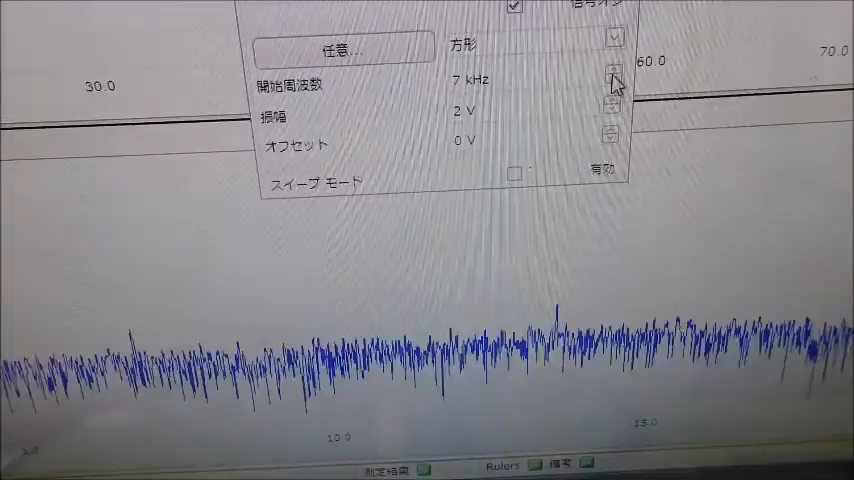 信号オン
任意... 方形
30.0
60.0
70.0
開始周波数 7 kHz
振幅 2 V
オフセット 0 V
スイープ モード 有効
10.0
15.0
測定結果 Rulers 備考